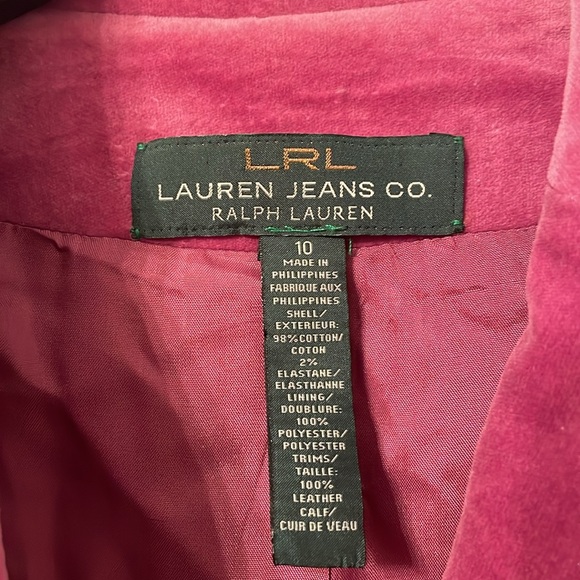 LRL
LAUREN JEANS CO.
RALPH LAUREN
10
MADE IN
PHILIPPINES
FABRIQUE AUX
PHILIPPINES
SHELL/
EXTERIEUR:
98% COTTON/
COTOH
2%
ELASTANE/
ELASTHANNE
LINING/
DOUBLURE:
100%
POLYESTER/
POLYESTER
TRIMS/
TAILLE:
100%
LEATHER
CALF/
CUIR DE VEAU